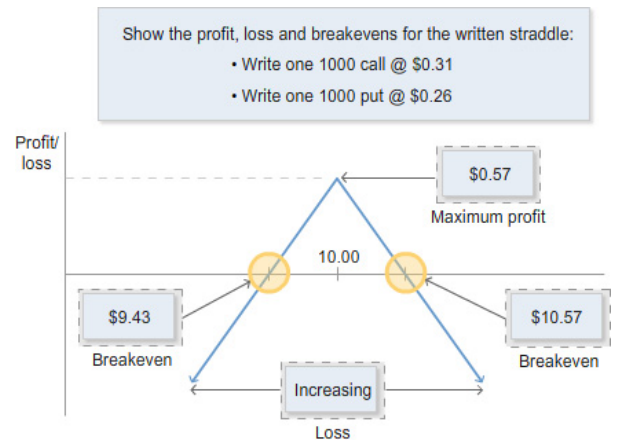 Show the profit, loss and breakevens for the written straddle:
• Write one 1000 call @ $0.31
• Write one 1000 put @ $0.26
Profit/
loss
$0.57
Maximum profit
10.00
$9.43
Breakeven
$10.57
Breakeven
Increasing
Loss